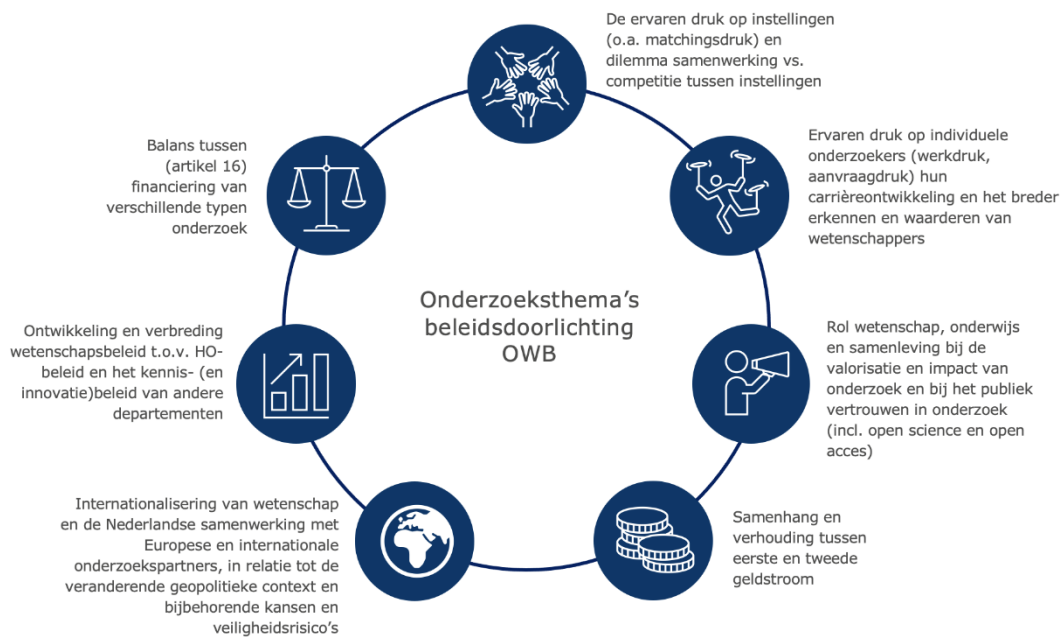 De ervaren druk op instellingen
(o.a. matchingsdruk) en
dilemma samenwerking vs.
competitie tussen instellingen
Ervaren druk op individuele
onderzoekers (werkdruk,
aanvraagdruk) hun
carrièreontwikkeling en het breder
erkennen en waarderen van
wetenschappers
Rol wetenschap, onderwijs
en samenleving bij de
valorisatie en impact van
onderzoek en bij het publiek
vertrouwen in onderzoek
(incl. open science en open
acces)
Samenhang en
verhouding tussen
eerste en tweede
geldstroom
Internationalisering van wetenschap
en de Nederlandse samenwerking met
Europese en internationale
onderzoekspartners, in relatie tot de
veranderende geopolitieke context en
bijbehorende kansen en
veiligheidsrisico's
Ontwikkeling en verbreding
wetenschapsbeleid t.o.v. HO-
beleid en het kennis- (en
innovatie)beleid van andere
departementen
Balans tussen
(artikel 16)
financiering van
verschillende typen
onderzoek
Onderzoeksthema's
beleidsdoorlichting
OWB